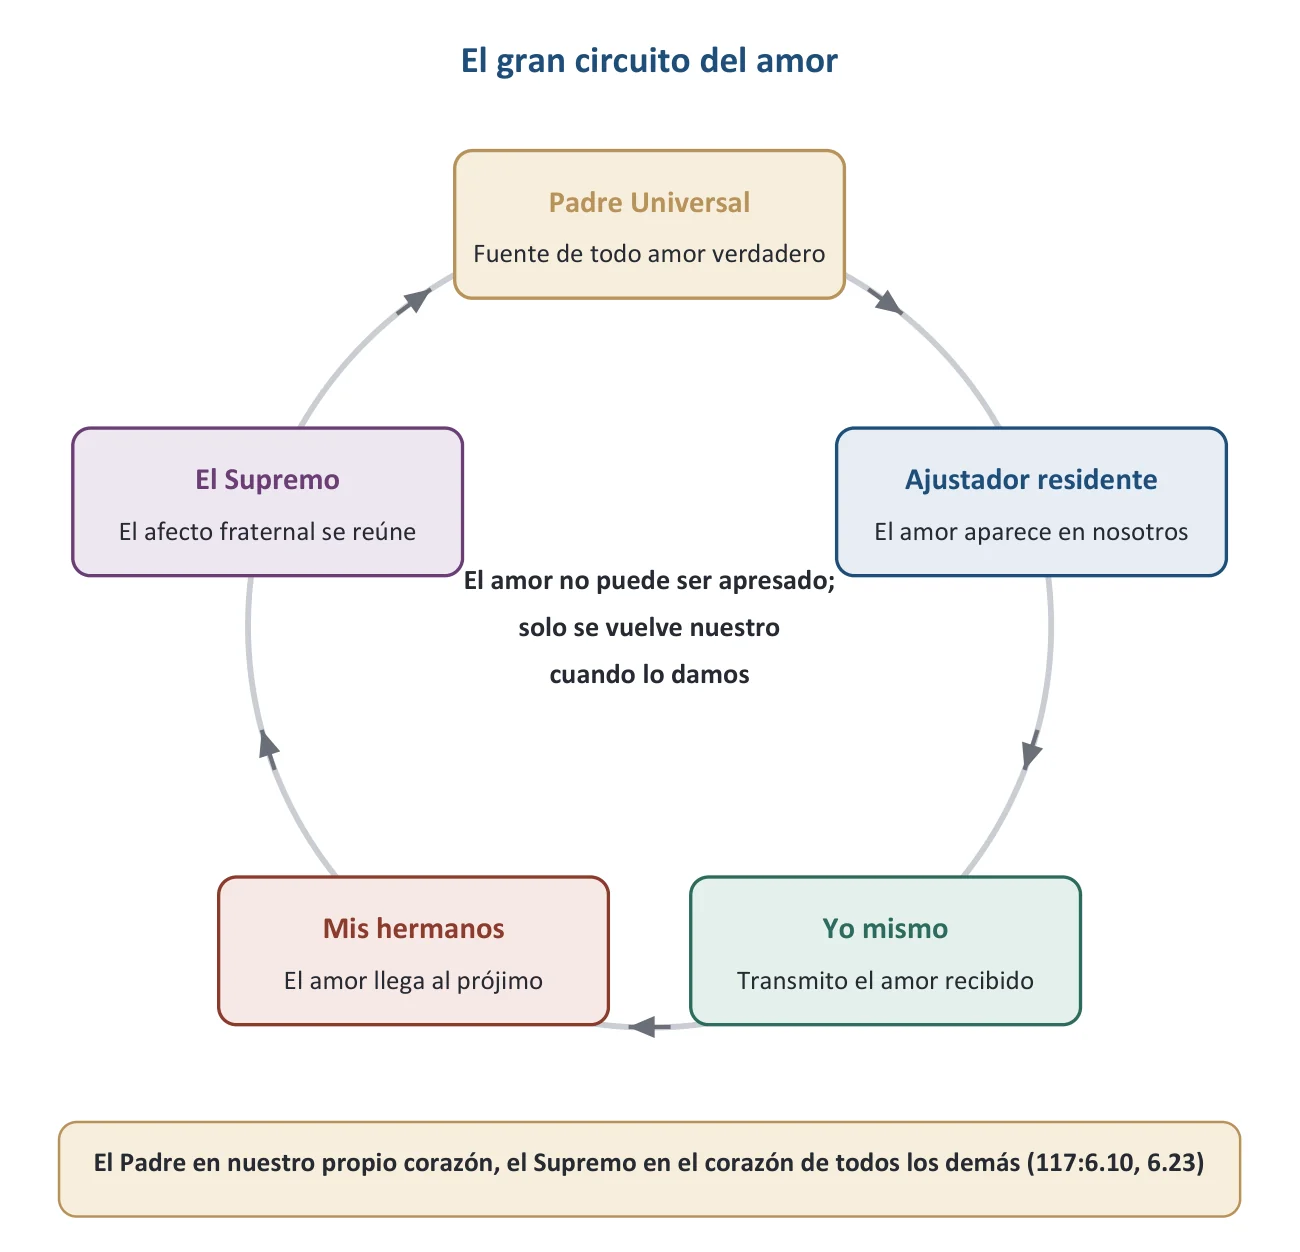 El gran circuito del amor
Padre Universal
Fuente de todo amor verdadero
El Supremo
El afecto fraternal se reúne
Ajustador residente
El amor aparece en nosotros
El amor no puede ser apresado;
solo se vuelve nuestro
cuando lo damos
Mis hermanos
El amor llega al prójimo
Yo mismo
Transmito el amor recibido
El Padre en nuestro propio corazón, el Supremo en el corazón de todos los demás (117:6.10, 6.23)